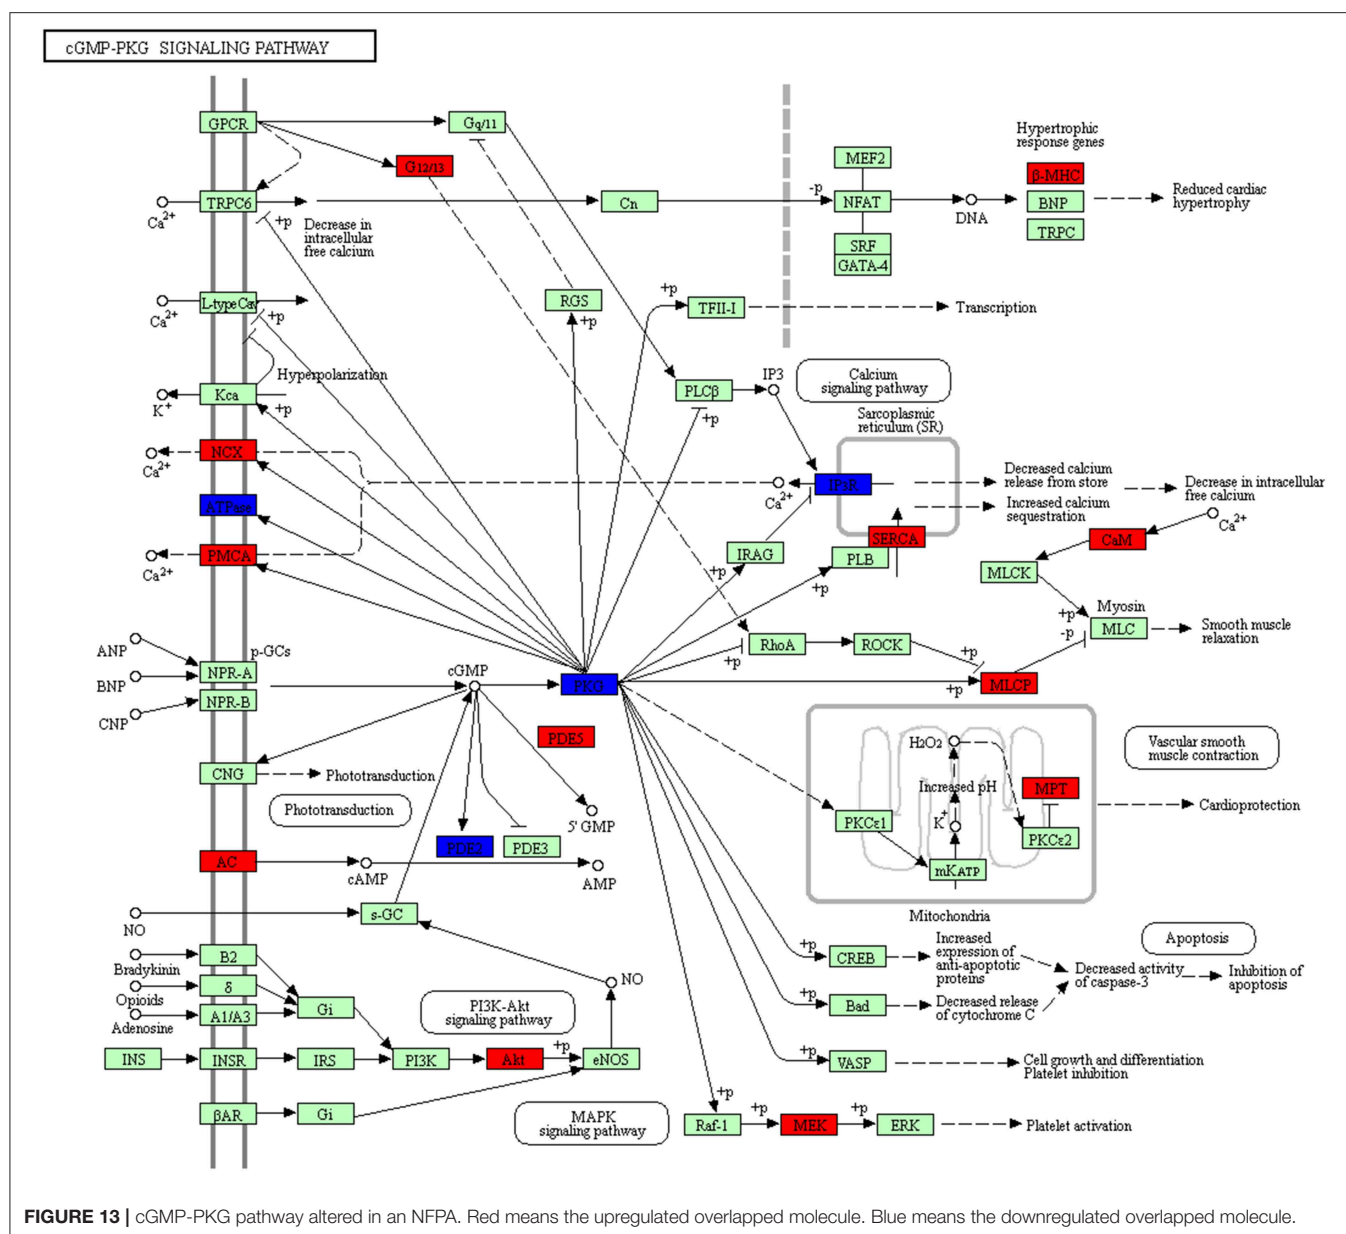 cGMP-PKG SIGNALING PATHWAY
GPCR
Gq/11
G12/13
MEF2
Hypertrophic
response genes
β-MHC
Ca2+
TRPC6
+p
Decrease in
intracellular
free calcium
Cn
-p
NFAT
DNA
BNP
Reduced cardiac
hypertrophy
TRPC
SRF
GATA-4
Ca2+
L-type Cav
+p
RGS
+p
+p
TFII-I
Transcription
Hyperpolarization
K+
Kca
+p
PLCβ
+p
IP3
Calcium
signaling pathway
Sarcoplasmic
reticulum (SR)
Ca2+
NCX
ATPase
Ca2+
PMCA
Ca2+
IP3R
Decreased calcium
release from store
Increased calcium
sequestration
Decrease in intracellular
free calcium
Ca2+
CaM
IRAG
+p
PLB
+p
SERCA
MLCK
+p
-p
Myosin
MLC
Smooth muscle
relaxation
ANP
BNP
CNP
p-GCs
NPR-A
NPR-B
cGMP
PKG
+p
RhoA
ROCK
+p
+p
MLCP
PDE5
CNG
Phototransduction
Phototransduction
5' GMP
PDE2
PDE3
AC
cAMP
AMP
H2O2
Increased pH
K+
MPT
PKCε1
PKCε2
mKATP
Mitochondria
Vascular smooth
muscle contraction
Cardioprotection
NO
s-GC
Bradykinin
B2
Opioids
δ
Adenosine
A1/A3
Gi
NO
PI3K-Akt
signaling pathway
INS
INSR
IRS
PI3K
Akt
+p
eNOS
βAR
Gi
MAPK
signaling pathway
+p
CREB
Increased
expression of
anti-apoptotic
proteins
Apoptosis
Decreased activity
of caspase-3
Inhibition of
apoptosis
+p
Bad
Decreased release
of cytochrome C
+p
VASP
Cell growth and differentiation
Platelet inhibition
+p
Raf-1
+p
MEK
+p
ERK
Platelet activation
FIGURE 13 | cGMP-PKG pathway altered in an NFPA. Red means the upregulated overlapped molecule. Blue means the downregulated overlapped molecule.